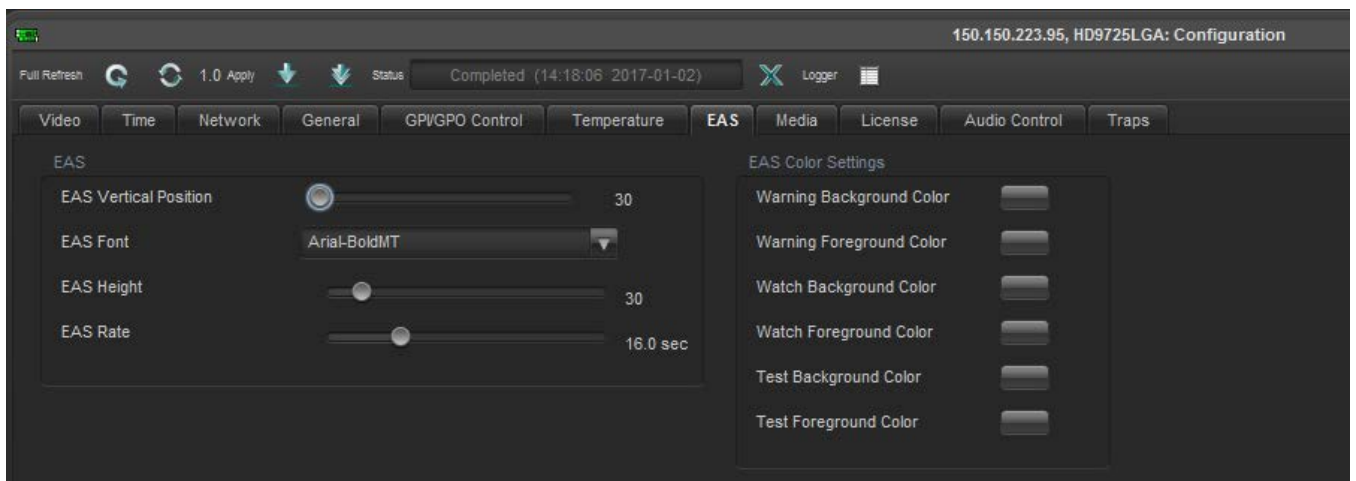 150.150.223.95, HD9725LGA: Configuration
Full Refresh 1.0 Apply Status Completed (14:18:06 2017-01-02) Logger
Video Time Network General GPI/GPO Control Temperature EAS Media License Audio Control Traps
EAS
EAS Vertical Position 30
EAS Font Arial-BoldMT
EAS Height 30
EAS Rate 16.0 sec
EAS Color Settings
Warning Background Color
Warning Foreground Color
Watch Background Color
Watch Foreground Color
Test Background Color
Test Foreground Color